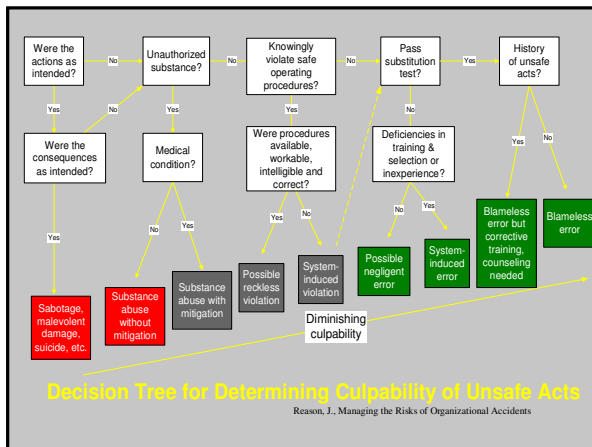 Were the
actions as
intended?
No
Unauthorized
substance?
No
Knowingly
violate safe
operating
procedures?
No
Pass
substitution
test?
Yes
History
of unsafe
acts?
Yes
No
Yes
Yes
No
Yes
No
Were the
consequences
as intended?
Medical
condition?
Were procedures
available,
workable,
intelligible and
correct?
Deficiencies in
training &
selection or
inexperience?
Yes
No
Yes
Yes
No
No
Yes
Sabotage,
malevolent
damage,
suicide, etc.
Substance
abuse
without
mitigation
Substance
abuse with
mitigation
Possible
reckless
violation
System-
induced
violation
Possible
negligent
error
System-
induced
error
Blameless
error but
corrective
training,
counseling
needed
Blameless
error
Diminishing
culpability
Decision Tree for Determining Culpability of Unsafe Acts
Reason, J., Managing the Risks of Organizational Accidents